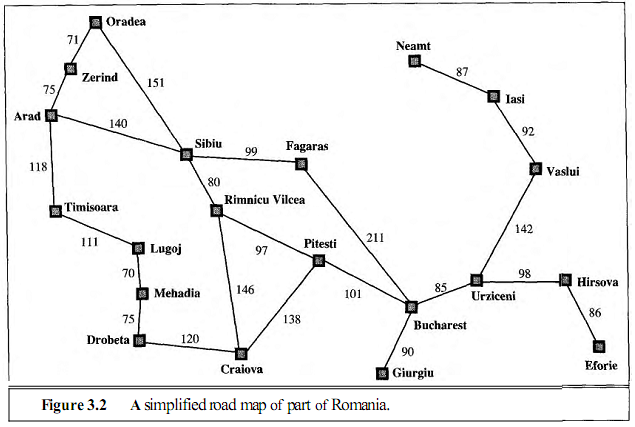 Oradea
71
Neamt
Zerind
87
151
75
Iasi
Arad
140
92
Sibiu
Fagaras
99
118
Vaslui
80
Timisoara
Rimnicu Vilcea
142
111
211
Lugoj
97
Pitesti
70
98
Hirsova
146
85
101
Mehadia
Urziceni
138
86
75
Bucharest
120
Drobeta
90
Craiova
Eforie
Giurgiu
Figure 3.2 A simplified road map of part of Romania.